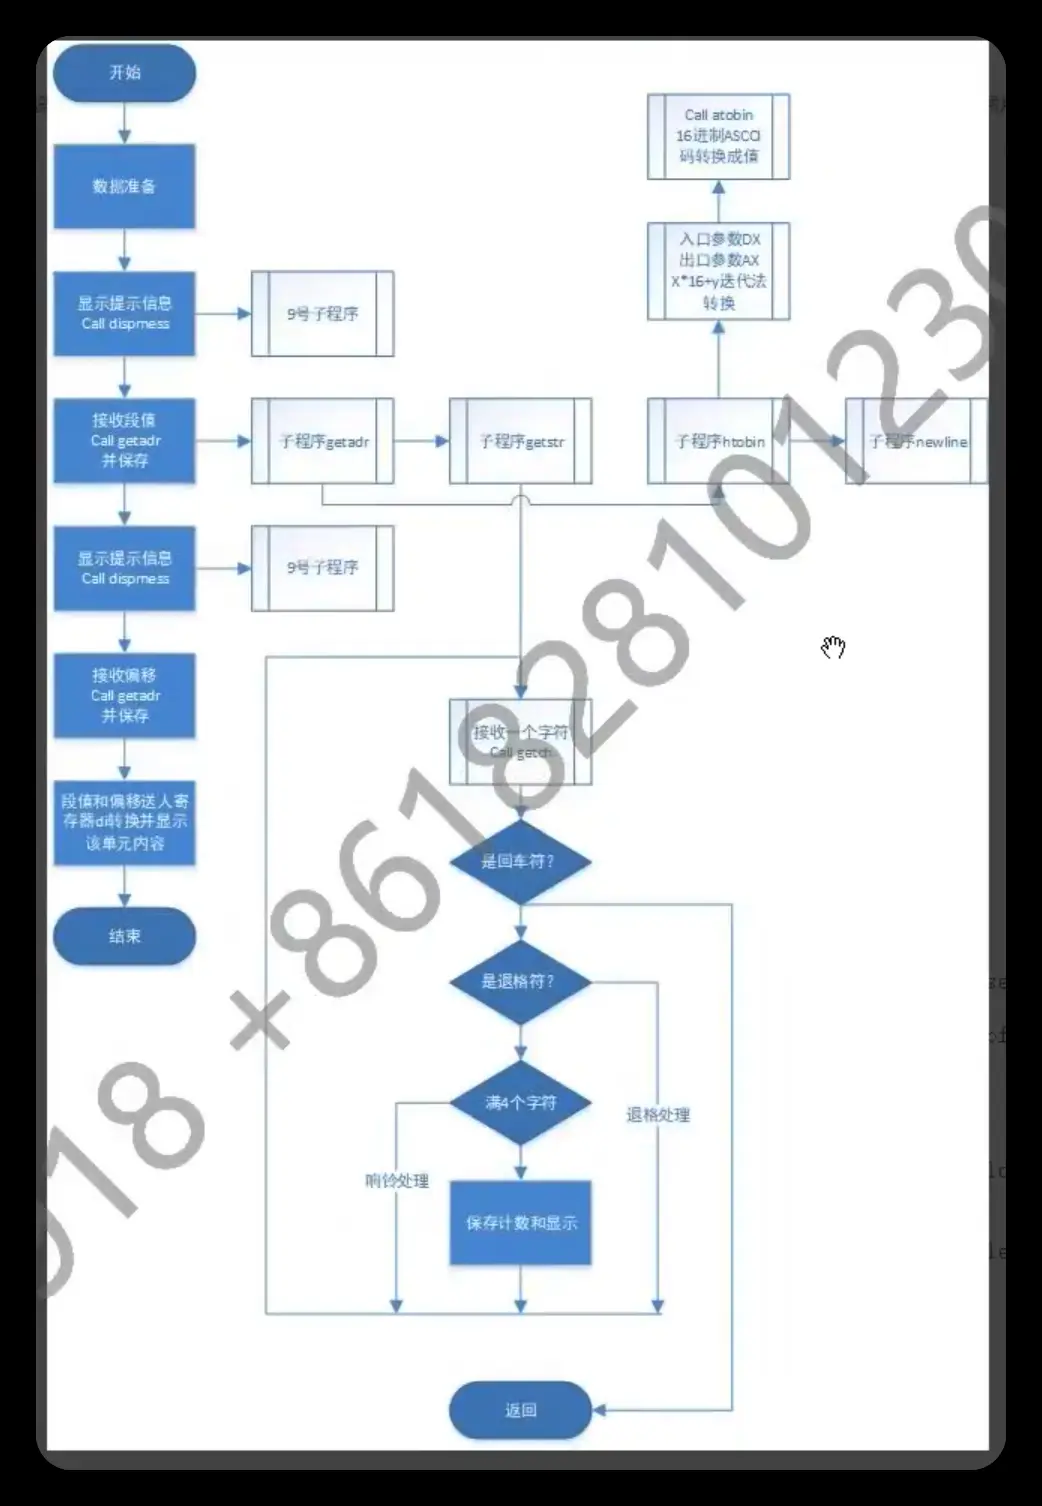 开始
数据准备
显示提示信息
Call dispmess
9号子程序
接收段值
Call getadr
并保存
子程序getadr
子程序getstr
Call atobin
16进制ASCCI
码转换成值
入口参数DX
出口参数AX
X*16+y迭代法
转换
子程序htobin
子程序newline
显示提示信息
Call dispmess
9号子程序
接收偏移
Call getadr
并保存
段值和偏移送人寄
存器di转换并显示
该单元内容
结束
接收一个字符
Call getch
是回车符?
是退格符?
满4个字符
响铃处理
退格处理
保存计数和显示
返回
018 +861828101230